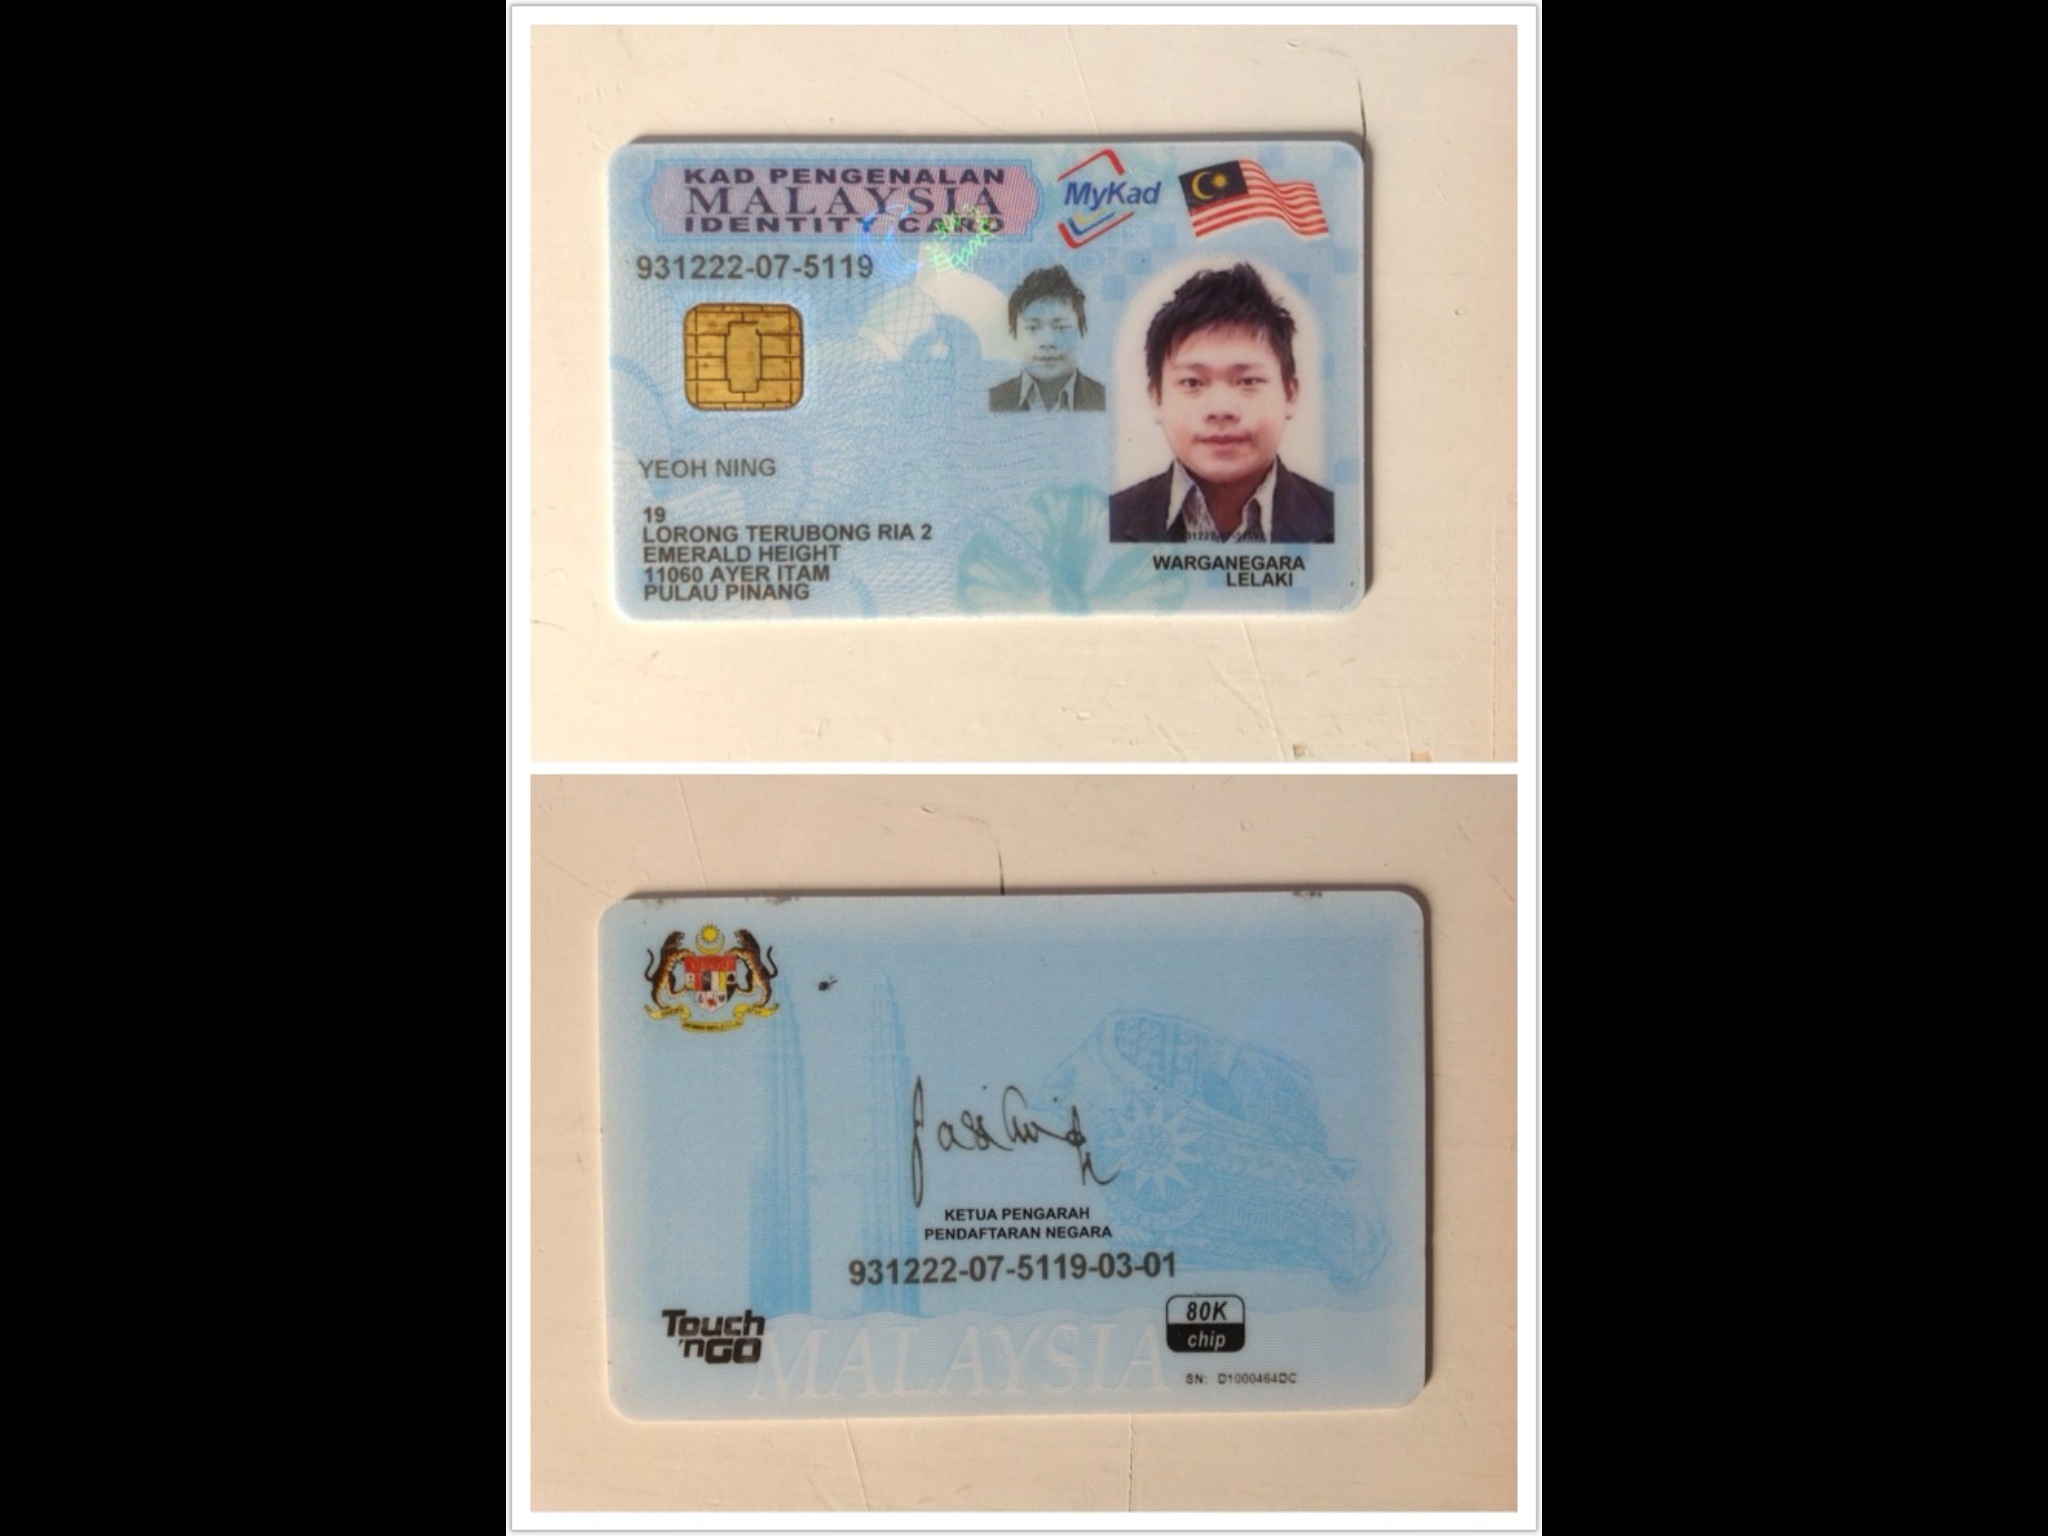 KAD PENGENALAN
MALAYSIA
IDENTITY CARD
MyKad
931222-07-5119
YEOH NING
19
LORONG TERUBONG RIA 2
EMERALD HEIGHT
11060 AYER ITAM
PULAU PINANG
WARGANEGARA
LELAKI
KETUA PENGARAH
PENDAFTARAN NEGARA
931222-07-5119-03-01
Touch
'n GO
80K
chip
MALAYSIA
SN: D1000464DC